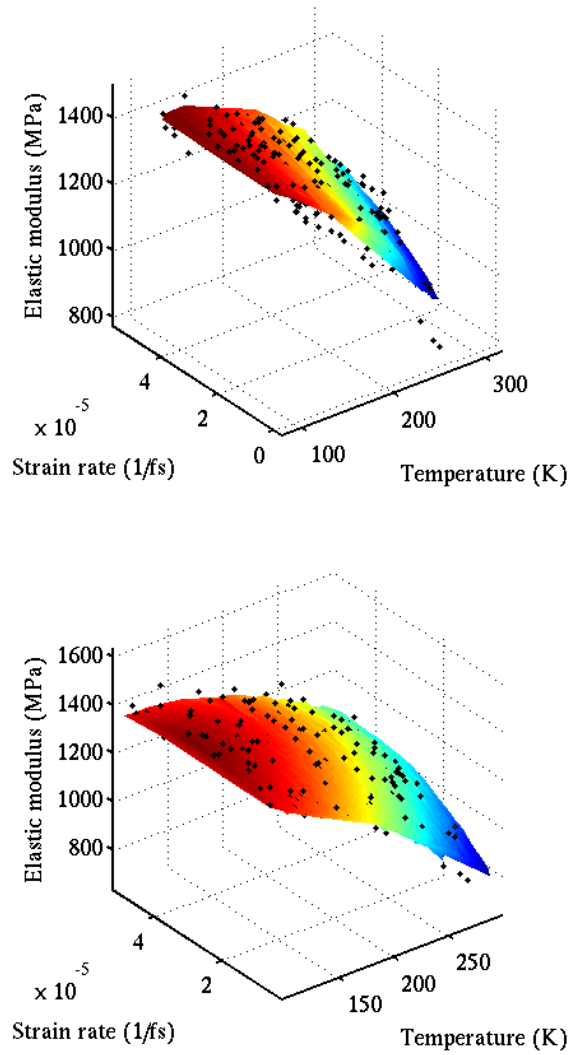 1400
1200
1000
800
Elastic modulus (MPa)
4
2
0
x 10
-5
Strain rate (1/fs)
100
200
300
Temperature (K)
1600
1400
1200
1000
800
Elastic modulus (MPa)
4
2
x 10
-5
Strain rate (1/fs)
150
200
250
Temperature (K)